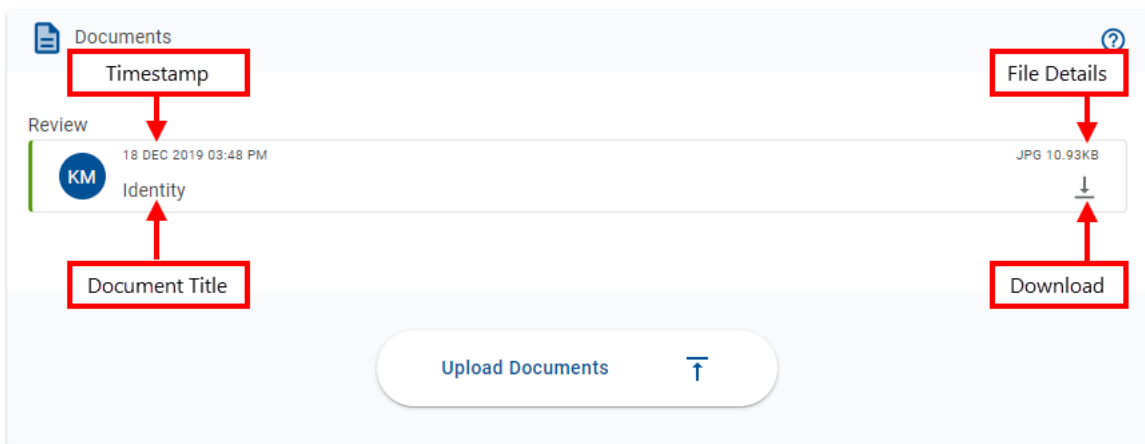 Documents
Timestamp
File Details
Review
18 DEC 2019 03:48 PM
JPG 10.93KB
KM
Identity
Document Title
Download
Upload Documents